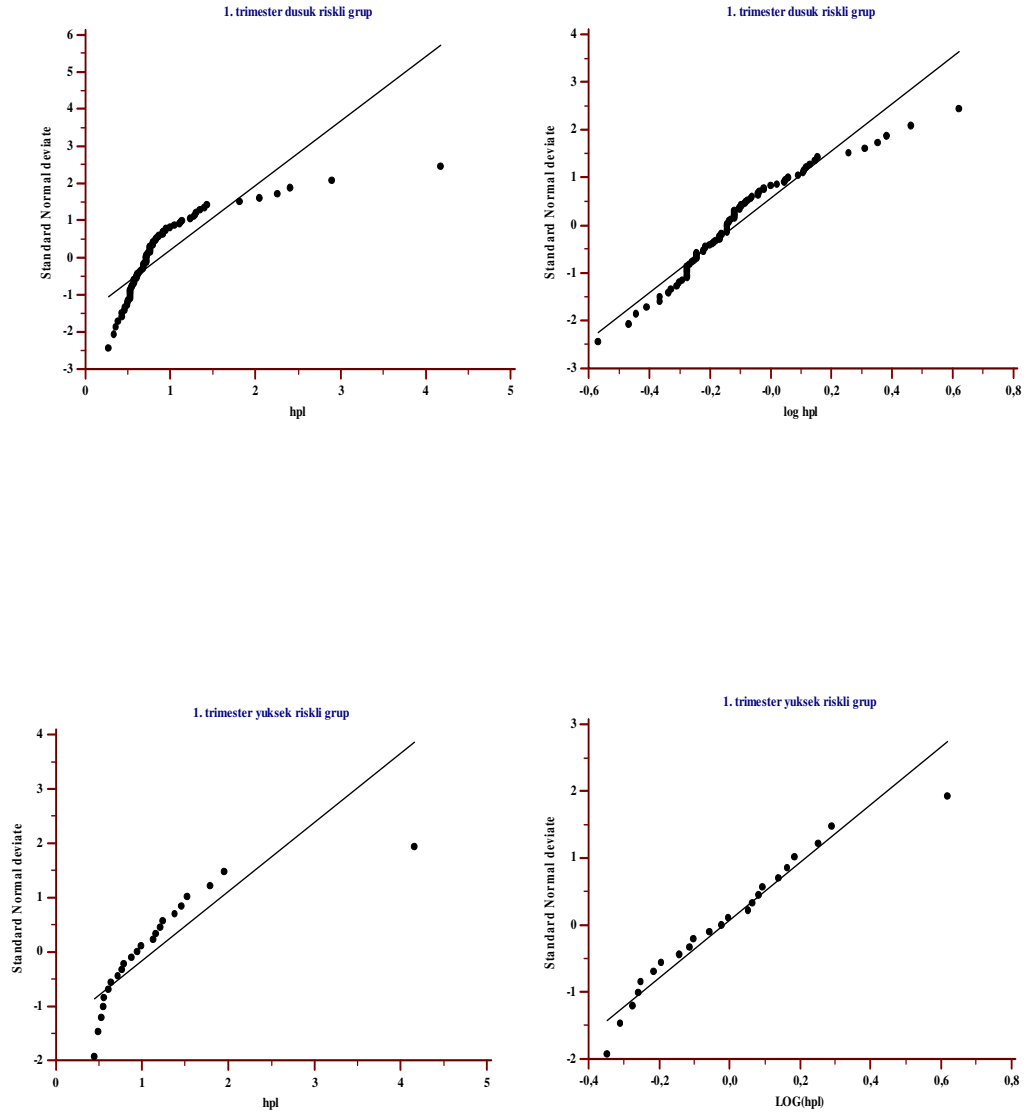 1. trimester dusuk riskli grup
6
5
4
3
2
1
0
-1
-2
-3
Standard Normal deviate
0 1 2 3 4 5
hpl
1. trimester dusuk riskli grup
4
3
2
1
0
-1
-2
-3
Standard Normal deviate
-0,6 -0,4 -0,2 -0,0 0,2 0,4 0,6 0,8
log hpl
1. trimester yuksek riskli grup
4
3
2
1
0
-1
-2
Standard Normal deviate
0 1 2 3 4 5
hpl
1. trimester yuksek riskli grup
3
2
1
0
-1
-2
Standard Normal deviate
-0,4 -0,2 0,0 0,2 0,4 0,6 0,8
LOG(hpl)